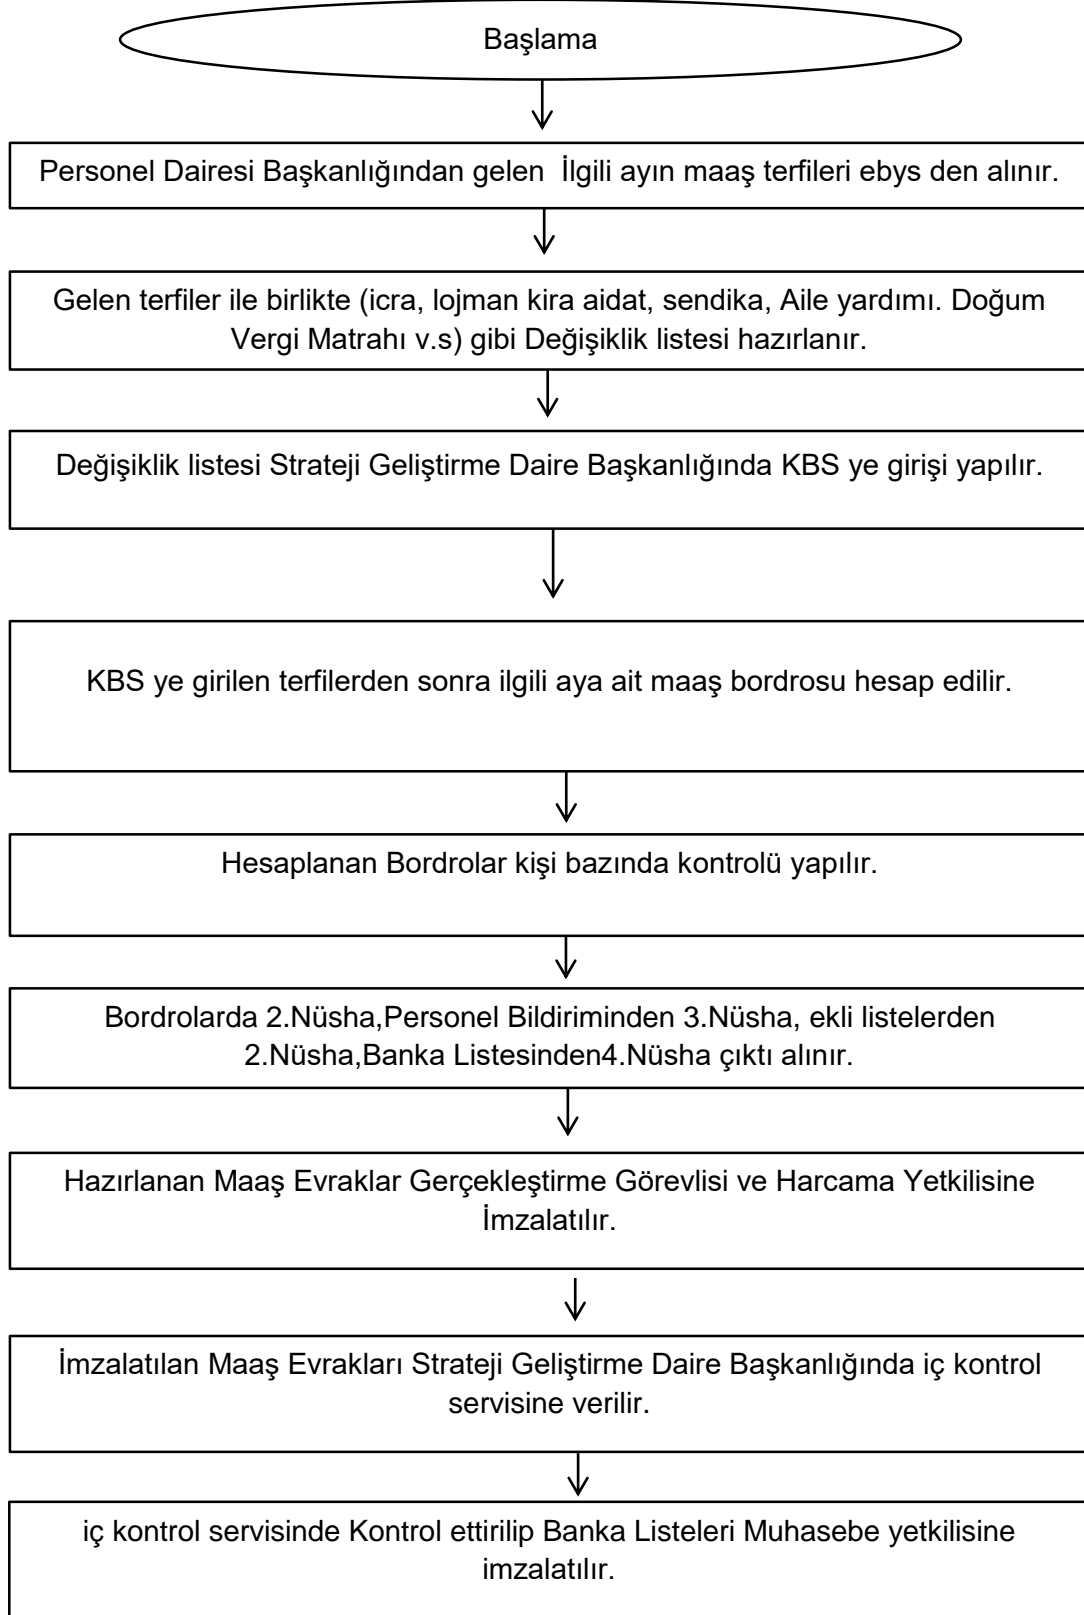 Başlama
Personel Dairesi Başkanlığından gelen  İlgili ayın maaş terfileri ebys den alınır.
Gelen terfiler ile birlikte (icra, lojman kira aidat, sendika, Aile yardımı. Doğum
Vergi Matrahı v.s) gibi Değişiklik listesi hazırlanır.
Değişiklik listesi Strateji Geliştirme Daire Başkanlığında KBS ye girişi yapılır.
KBS ye girilen terfilerden sonra ilgili aya ait maaş bordrosu hesap edilir.
Hesaplanan Bordrolar kişi bazında kontrolü yapılır.
Bordrolarda 2.Nüsha,Personel Bildiriminden 3.Nüsha, ekli listelerden
2.Nüsha,Banka Listesinden4.Nüsha çıktı alınır.
Hazırlanan Maaş Evraklar Gerçekleştirme Görevlisi ve Harcama Yetkilisine
İmzalatılır.
İmzalatılan Maaş Evrakları Strateji Geliştirme Daire Başkanlığında iç kontrol
servisine verilir.
iç kontrol servisinde Kontrol ettirilip Banka Listeleri Muhasebe yetkilisine
imzalatılır.